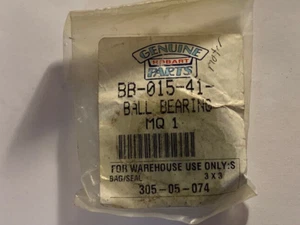 GENUINE
HOBART
PARTS
motor
BB-015-41-
BALL BEARING
MQ 1
FOR WAREHOUSE USE ONLY:S
BAG/SEAL 3 X 3
305-05-074